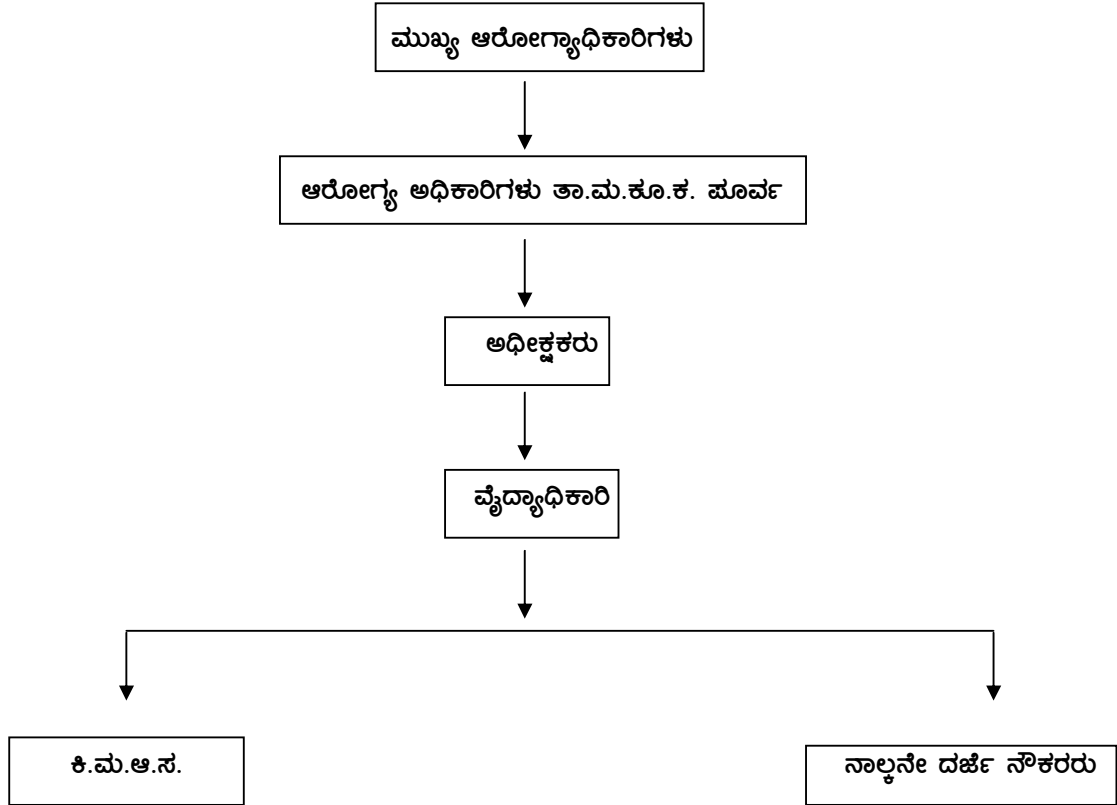 ಮುಖ್ಯ ಆರೋಗ್ಯಾಧಿಕಾರಿಗಳು
ಆರೋಗ್ಯ ಅಧಿಕಾರಿಗಳು ತಾ.ಮ.ಕೂ.ಕ. ಪೂರ್ವ
ಅಧೀಕ್ಷಕರು
ವೈದ್ಯಾಧಿಕಾರಿ
ಕಿ.ಮ.ಆ.ಸ.
ನಾಲ್ಕನೇ ದರ್ಜೆ ನೌಕರರು